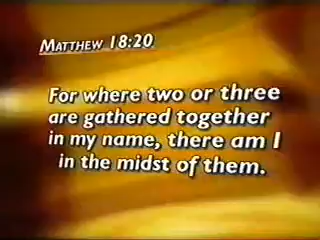 MATTHEW 18:20
For where two or three
are gathered together
in my name, there am I
in the midst of them.